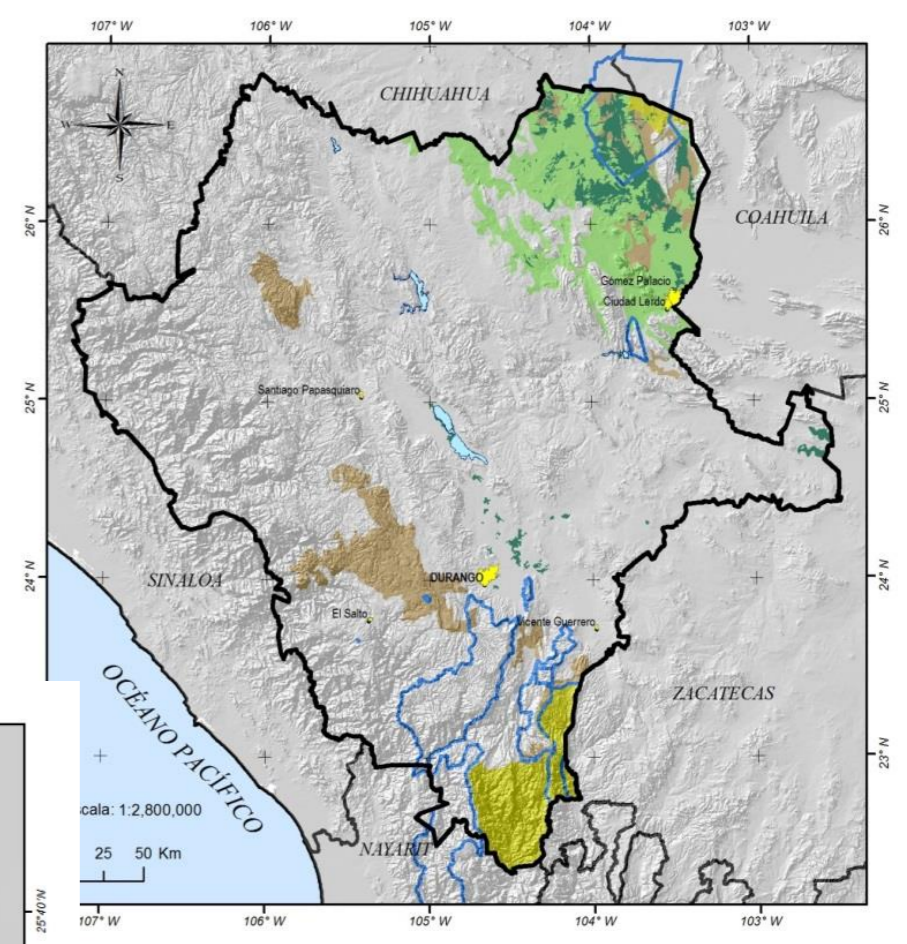 107° W 106° W 105° W 104° W 103° W
N
W E
S
CHIHUAHUA
26° N 26° N
COAHUILA
Gómez Palacio
Ciudad Lerdo
25° N 25° N
Santiago Papasquiaro
24° N 24° N
SINALOA
DURANGO
El Salto
Vicente Guerrero
OCÉANO PACÍFICO
ZACATECAS
23° N
cala: 1:2,800,000
25 50 Km
NAYARIT
25°40'N
107° W 106° W 105° W 104° W 103° W